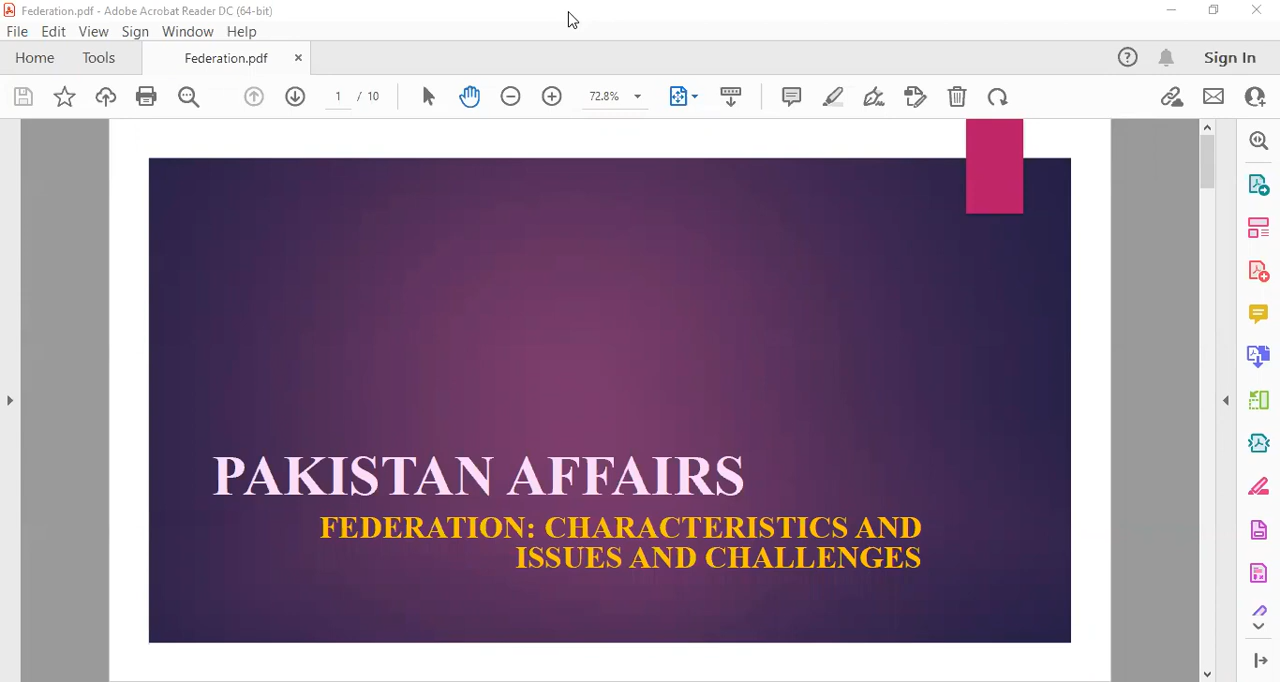 Federation.pdf - Adobe Acrobat Reader DC (64-bit)
File Edit View Sign Window Help
Home Tools Federation.pdf × Sign In
1 / 10 72.8%
PAKISTAN AFFAIRS
FEDERATION: CHARACTERISTICS AND
ISSUES AND CHALLENGES